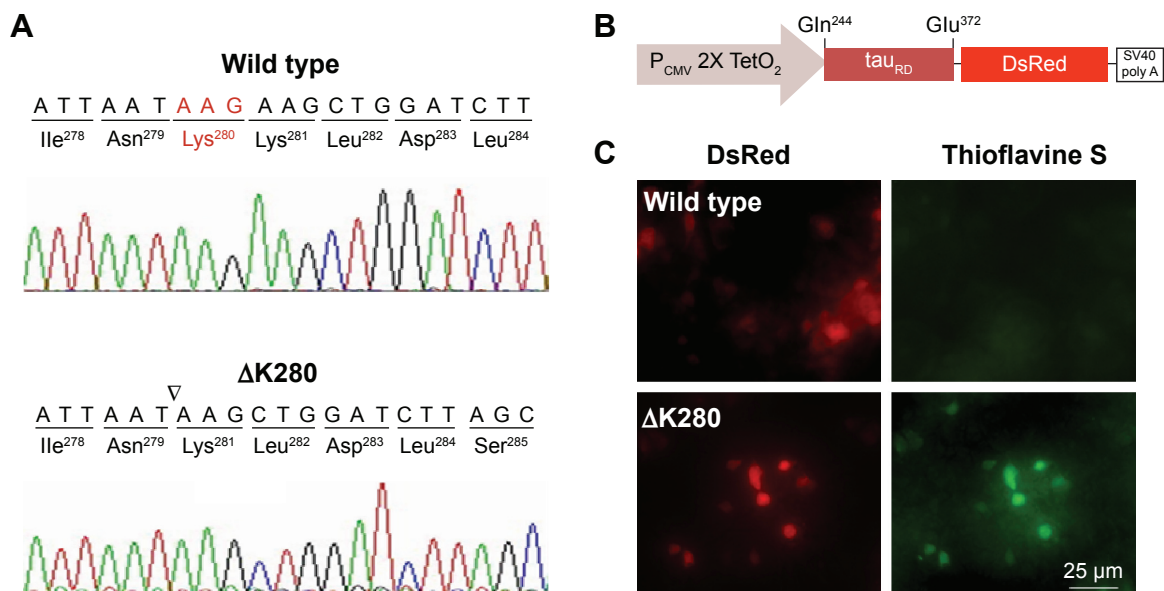 A
Wild type
A T T A A T A A G A A G C T G G A T C T T
Ile278 Asn279 Lys280 Lys281 Leu282 Asp283 Leu284
ΔK280
∇
A T T A A T A A G C T G G A T C T T A G C
Ile278 Asn279 Lys281 Leu282 Asp283 Leu284 Ser285
B
Gln244 Glu372
PCMV 2X TetO2 tauRD DsRed SV40
poly A
C
DsRed Thioflavine S
Wild type
ΔK280
25 µm